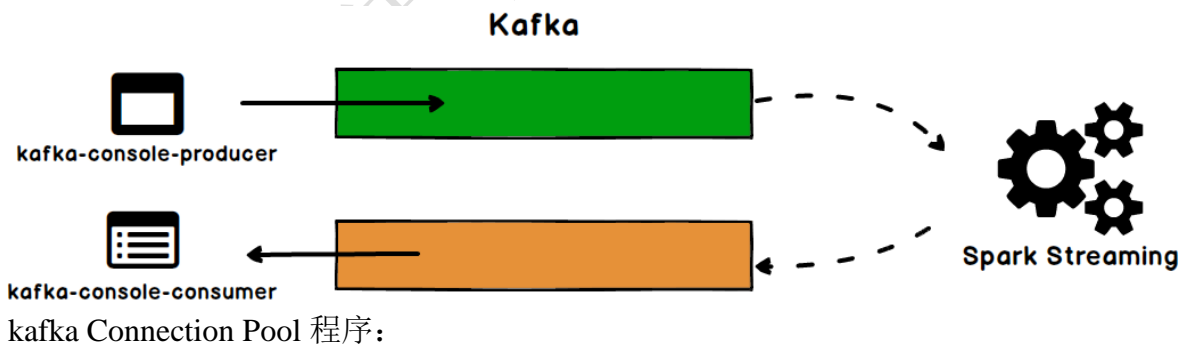 Kafka
kafka-console-producer
kafka-console-consumer
Spark Streaming
kafka Connection Pool 程序：